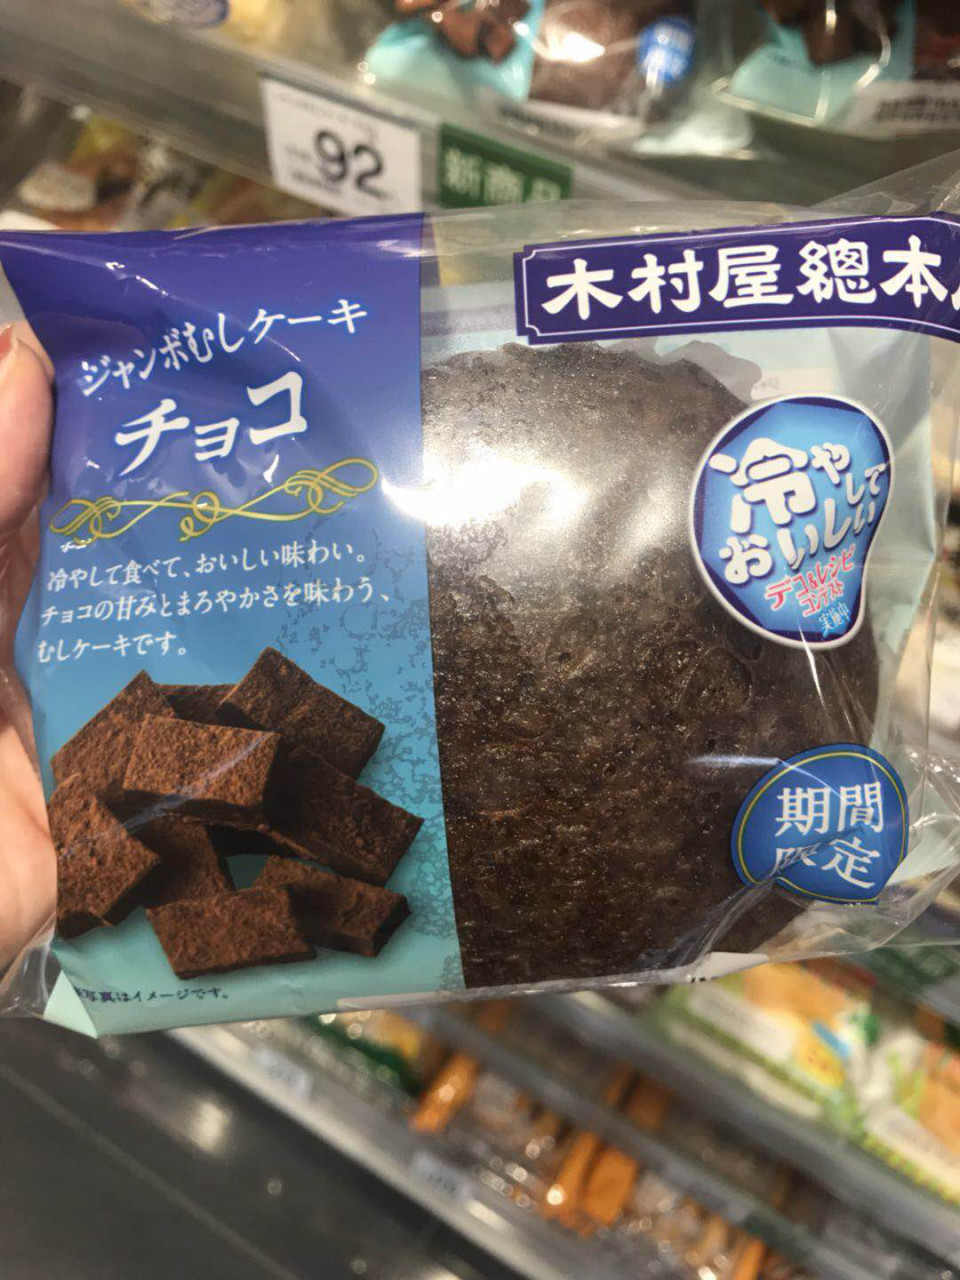 92
新商品
木村屋總本
ジャンボむしケーキ
チョコ
冷やして食べて、おいしい味わい。
チョコの甘みとまろやかさを味わう、
むしケーキです。
冷やして
おいしい
デコ&レシピ
コンテスト
実施中
期間
限定
写真はイメージです。